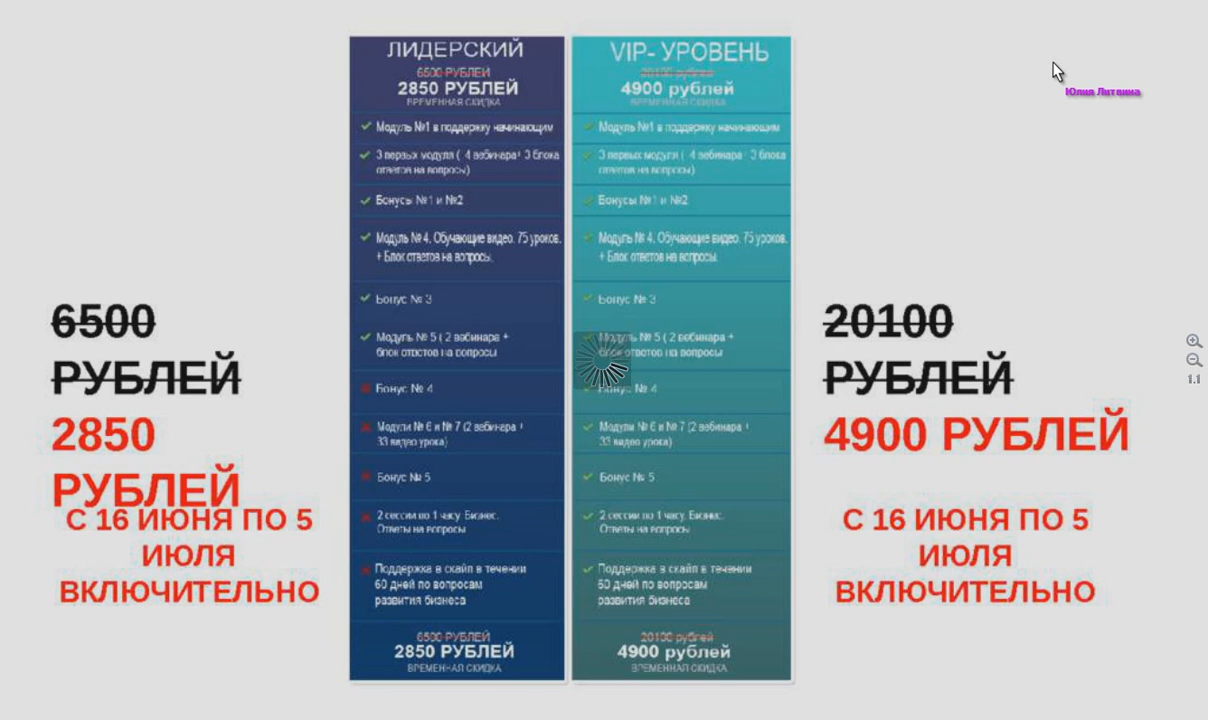 6500
РУБЛЕЙ
2850
РУБЛЕЙ
С 16 ИЮНЯ ПО 5
ИЮЛЯ
ВКЛЮЧИТЕЛЬНО
ЛИДЕРСКИЙ
6500 РУБЛЕЙ
2850 РУБЛЕЙ
ВРЕМЕННАЯ СКИДКА
Модуль №1 в поддержку начинающим
3 первых модуля ( 4 вебинара+ 3 блока
ответов на вопросы)
Бонусы №1 и №2
Модуль № 4. Обучающие видео. 75 уроков.
+ Блок ответов на вопросы.
Бонус № 3
Модуль № 5 ( 2 вебинара +
блок ответов на вопросы
Бонус № 4
Модули № 6 и № 7 (2 вебинара +
33 видео урока)
Бонус № 5
2 сессии по 1 часу. Бизнес.
Ответы на вопросы
Поддержка в скайп в течении
60 дней по вопросам
развития бизнеса
6500 РУБЛЕЙ
2850 РУБЛЕЙ
ВРЕМЕННАЯ СКИДКА
VIP- УРОВЕНЬ
20100 рублей
4900 рублей
ВРЕМЕННАЯ СКИДКА
Модуль №1 в поддержку начинающим
3 первых модуля ( 4 вебинара+ 3 блока
ответов на вопросы)
Бонусы №1 и №2
Модуль № 4. Обучающие видео. 75 уроков.
+ Блок ответов на вопросы.
Бонус № 3
Модуль № 5 ( 2 вебинара +
блок ответов на вопросы
Бонус № 4
Модули № 6 и № 7 (2 вебинара +
33 видео урока)
Бонус № 5
2 сессии по 1 часу. Бизнес.
Ответы на вопросы
Поддержка в скайп в течении
60 дней по вопросам
развития бизнеса
20100 рублей
4900 рублей
ВРЕМЕННАЯ СКИДКА
Юлия Литвина
20100
РУБЛЕЙ
4900 РУБЛЕЙ
С 16 ИЮНЯ ПО 5
ИЮЛЯ
ВКЛЮЧИТЕЛЬНО
1:1